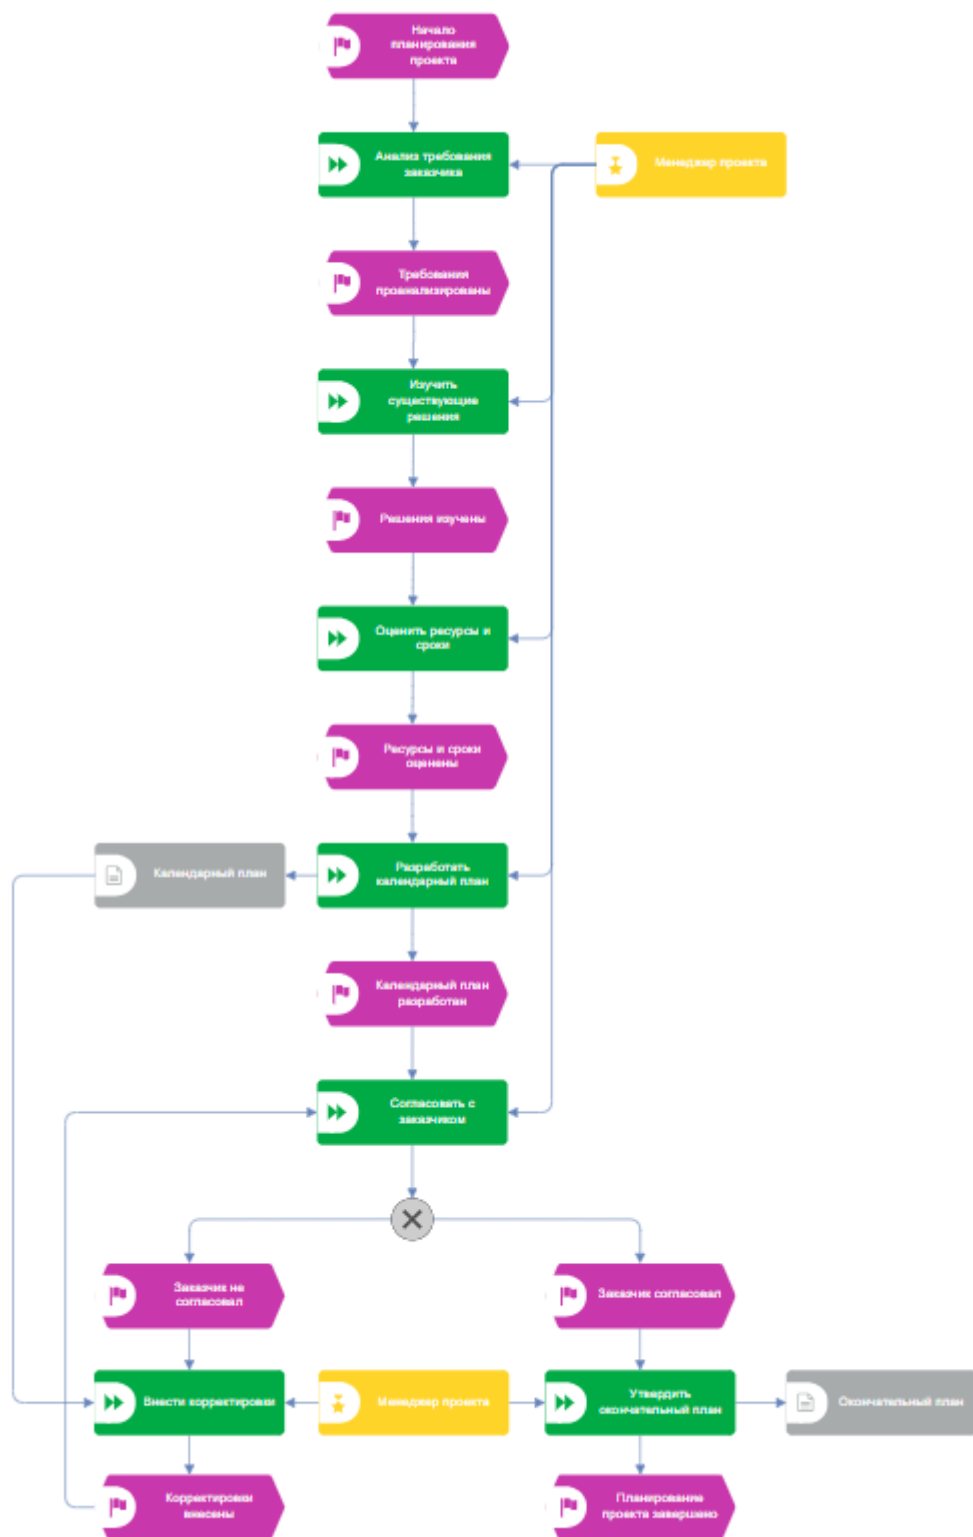 Начало
планирования
проекта
Анализ требования
заказчика
Менеджер проекта
Требования
проанализированы
Изучить
существующие
решения
Решения изучены
Оценить ресурсы и
сроки
Ресурсы и сроки
оценены
Календарный план
Разработать
календарный план
Календарный план
разработан
Согласовать с
заказчиком
Заказчик не
согласовал
Заказчик согласовал
Внести корректировки
Менеджер проекта
Утвердить
окончательный план
Окончательный план
Корректировки
внесены
Планирование
проекта завершено